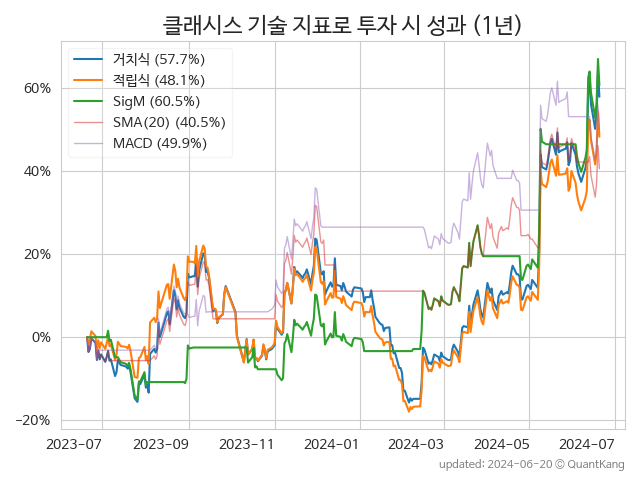 클래시스 기술 지표로 투자 시 성과 (1년)
거치식 (57.7%)
적립식 (48.1%)
SigM (60.5%)
SMA(20) (40.5%)
MACD (49.9%)
60%
40%
20%
0%
−20%
2023-07 2023-09 2023-11 2024-01 2024-03 2024-05 2024-07
updated: 2024-06-20 © QuantKang